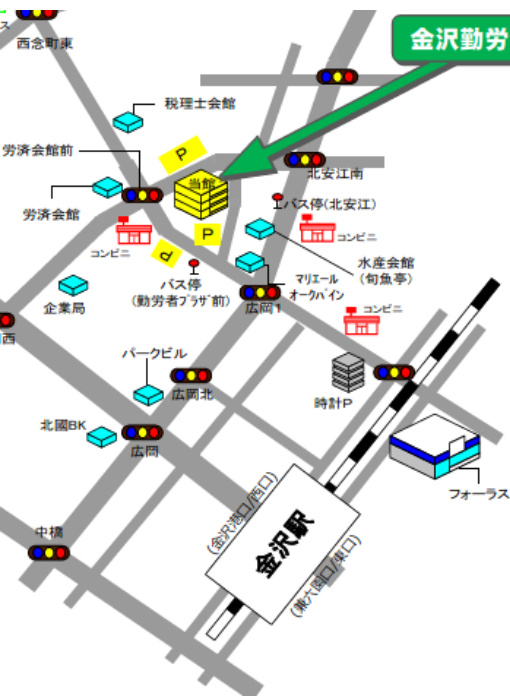 ス
西念町東
金沢勤労
税理士会館
労済会館前
P
当館
北安江南
バス停(北安江)
労済会館
コンビニ
P
P
コンビニ
水産会館
(旬魚亭)
バス停
(勤労者プラザ前)
マリエール
オークパイン
広岡1
企業局
コンビニ
西
パークビル
広岡北
時計P
北國BK
広岡
フォーラス
(金沢港口/西口)
金沢駅
中橋
(兼六園口/東口)